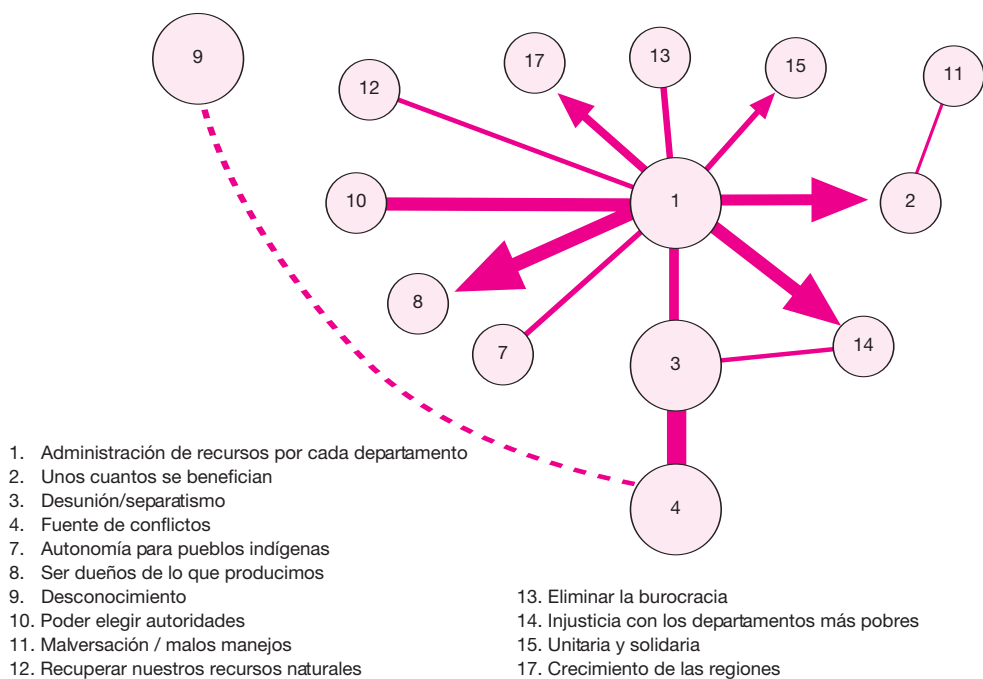 9
12
17
13
15
11
10
1
2
8
7
3
14
4
1. Administración de recursos por cada departamento
2. Unos cuantos se benefician
3. Desunión/separatismo
4. Fuente de conflictos
7. Autonomía para pueblos indígenas
8. Ser dueños de lo que producimos
9. Desconocimiento
10. Poder elegir autoridades
11. Malversación / malos manejos
12. Recuperar nuestros recursos naturales
13. Eliminar la burocracia
14. Injusticia con los departamentos más pobres
15. Unitaria y solidaria
17. Crecimiento de las regiones